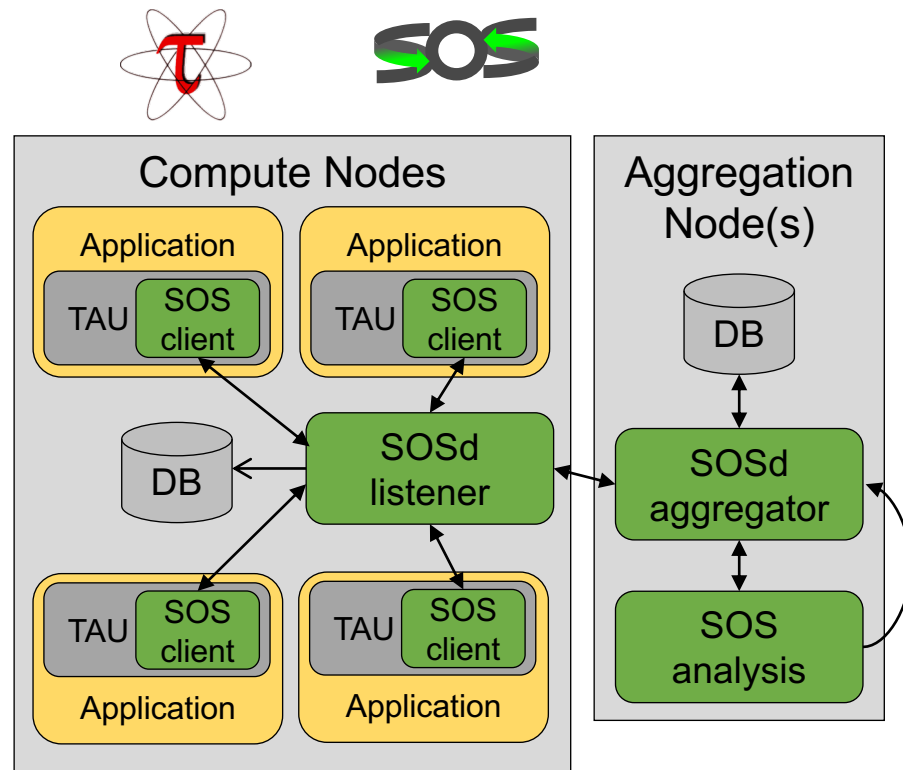 τ
SOS
Compute Nodes
Application
TAU
SOS
client
Application
TAU
SOS
client
DB
SOSd
listener
TAU
SOS
client
Application
TAU
SOS
client
Application
Aggregation
Node(s)
DB
SOSd
aggregator
SOS
analysis